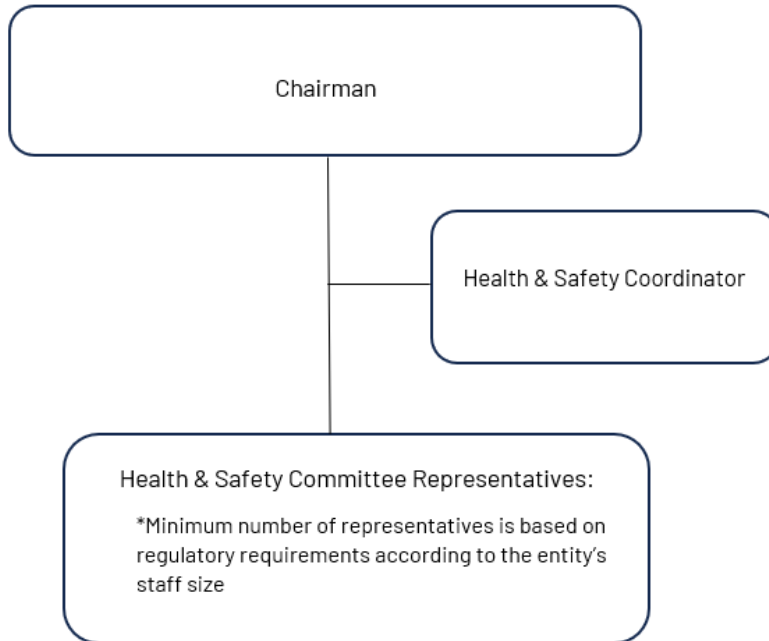 Chairman
Health & Safety Coordinator
Health & Safety Committee Representatives:
*Minimum number of representatives is based on
regulatory requirements according to the entity's
staff size